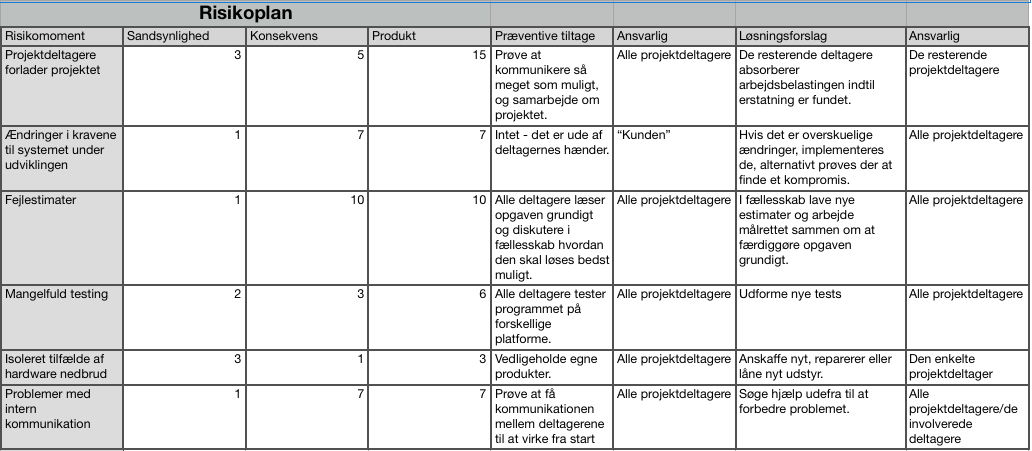 Risikoplan
Risikomoment Sandsynlighed Konsekvens Produkt Præventive tiltage Ansvarlig Løsningsforslag Ansvarlig
Projektdeltagere 3 5 15 Prøve at Alle projektdeltagere De resterende deltagere De resterende
forlader projektet kommunikere så absorberer projektdeltagere
meget som muligt, arbejdsbelastingen indtil
og samarbejde om erstatning er fundet.
projektet.
Ændringer i kravene 1 7 7 Intet - det er ude af “Kunden” Hvis det er overskuelige Alle projektdeltagere
til systemet under deltagernes hænder. ændringer, implementeres
udviklingen de, alternativt prøves der at
finde et kompromis.
Fejlestimater 1 10 10 Alle deltagere læser Alle projektdeltagere I fællesskab lave nye Alle projektdeltagere
opgaven grundigt estimater og arbejde
og diskutere i målrettet sammen om at
fællesskab hvordan færdiggøre opgaven
den skal løses bedst grundigt.
muligt.
Mangelfuld testing 2 3 6 Alle deltagere tester Alle projektdeltagere Udforme nye tests Alle projektdeltagere
programmet på
forskellige
platforme.
Isoleret tilfælde af 3 1 3 Vedligeholde egne Alle projektdeltagere Anskaffe nyt, reparerer eller Den enkelte
hardware nedbrud produkter. låne nyt udstyr. projektdeltager
Problemer med 1 7 7 Prøve at få Alle projektdeltagere Søge hjælp udefra til at Alle
intern kommunikationen forbedre problemet. projektdeltagere/de
kommunikation mellem deltagerene involverede
til at virke fra start deltagere